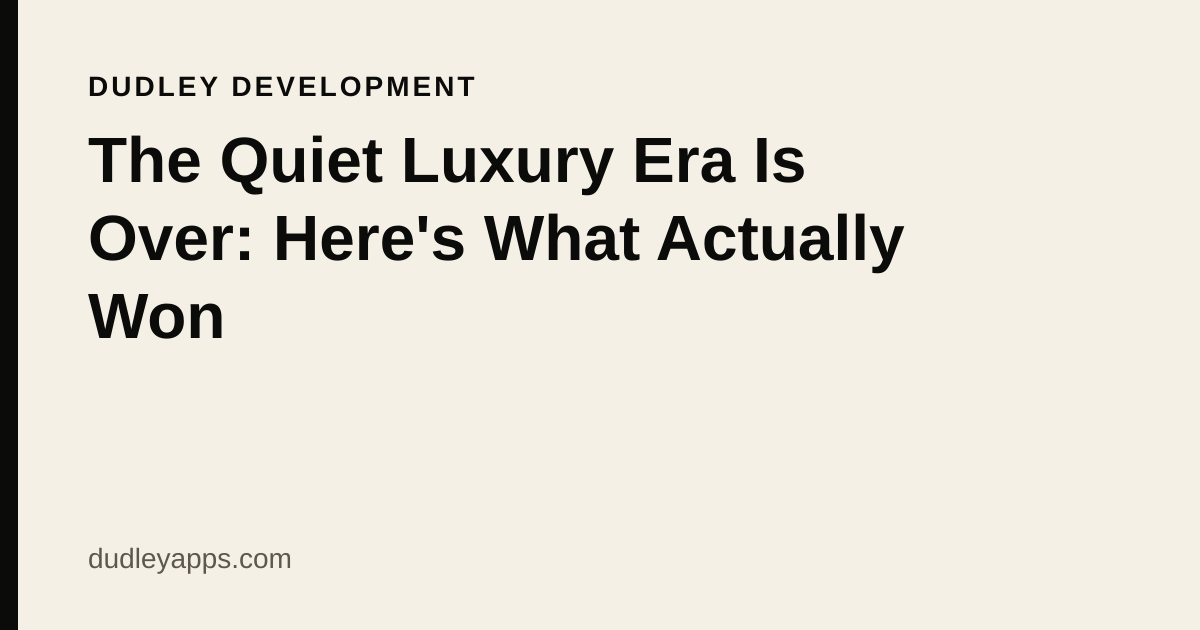 DUDLEY DEVELOPMENT
The Quiet Luxury Era Is
Over: Here's What Actually
Won
dudleyapps.com